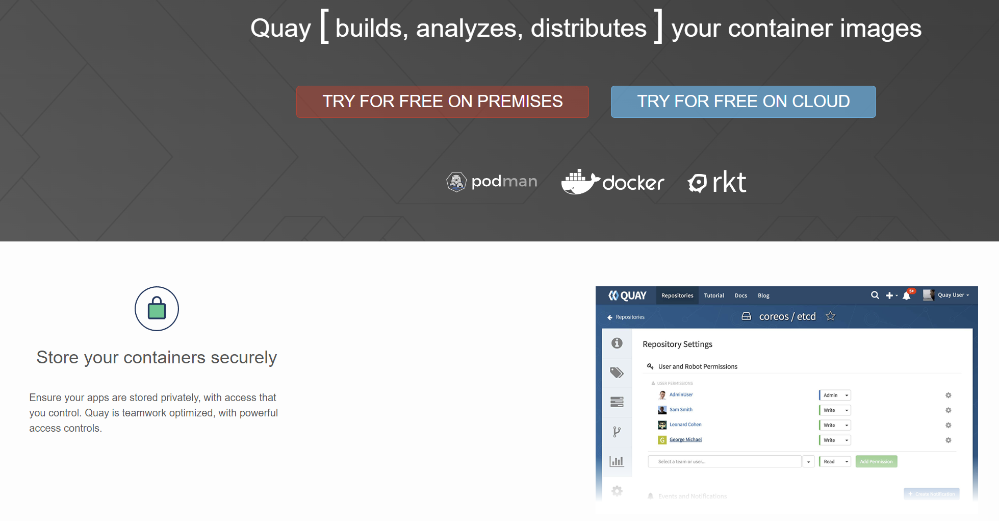 Quay [ builds, analyzes, distributes ] your container images
TRY FOR FREE ON PREMISES
TRY FOR FREE ON CLOUD
podman
docker
rkt
Store your containers securely
Ensure your apps are stored privately, with access that
you control. Quay is teamwork optimized, with powerful
access controls.
QUAY
Repositories
Tutorial
Docs
Blog
5+
Quay User
Repositories
coreos / etcd
Repository Settings
User and Robot Permissions
USER PERMISSIONS
AdminUser
Admin
Sam Smith
Write
Leonard Cohen
Write
G
George Michael
Write
Select a team or user...
Read
Add Permission
Events and Notifications
+ Create Notification